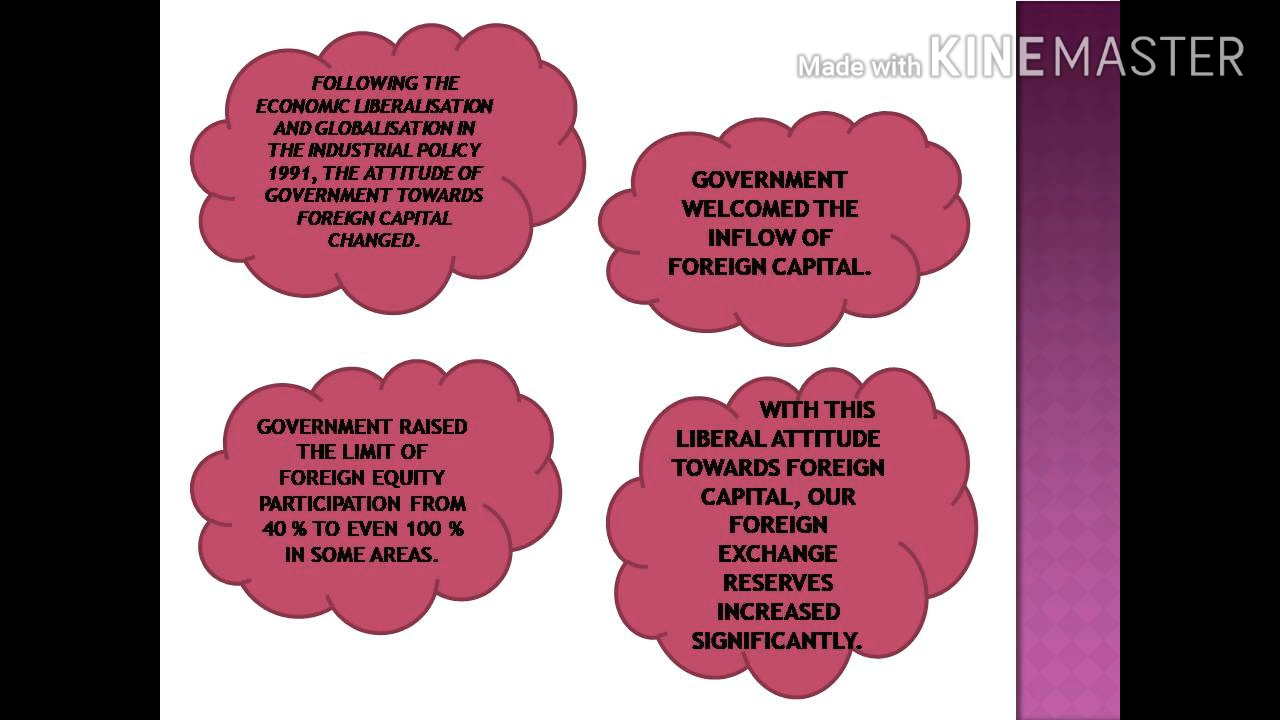 Made with KINEMASTER
FOLLOWING THE
ECONOMIC LIBERALISATION
AND GLOBALISATION IN
THE INDUSTRIAL POLICY
1991, THE ATTITUDE OF
GOVERNMENT TOWARDS
FOREIGN CAPITAL
CHANGED.
GOVERNMENT
WELCOMED THE
INFLOW OF
FOREIGN CAPITAL.
GOVERNMENT RAISED
THE LIMIT OF
FOREIGN EQUITY
PARTICIPATION FROM
40 % TO EVEN 100 %
IN SOME AREAS.
WITH THIS
LIBERAL ATTITUDE
TOWARDS FOREIGN
CAPITAL, OUR
FOREIGN
EXCHANGE
RESERVES
INCREASED
SIGNIFICANTLY.